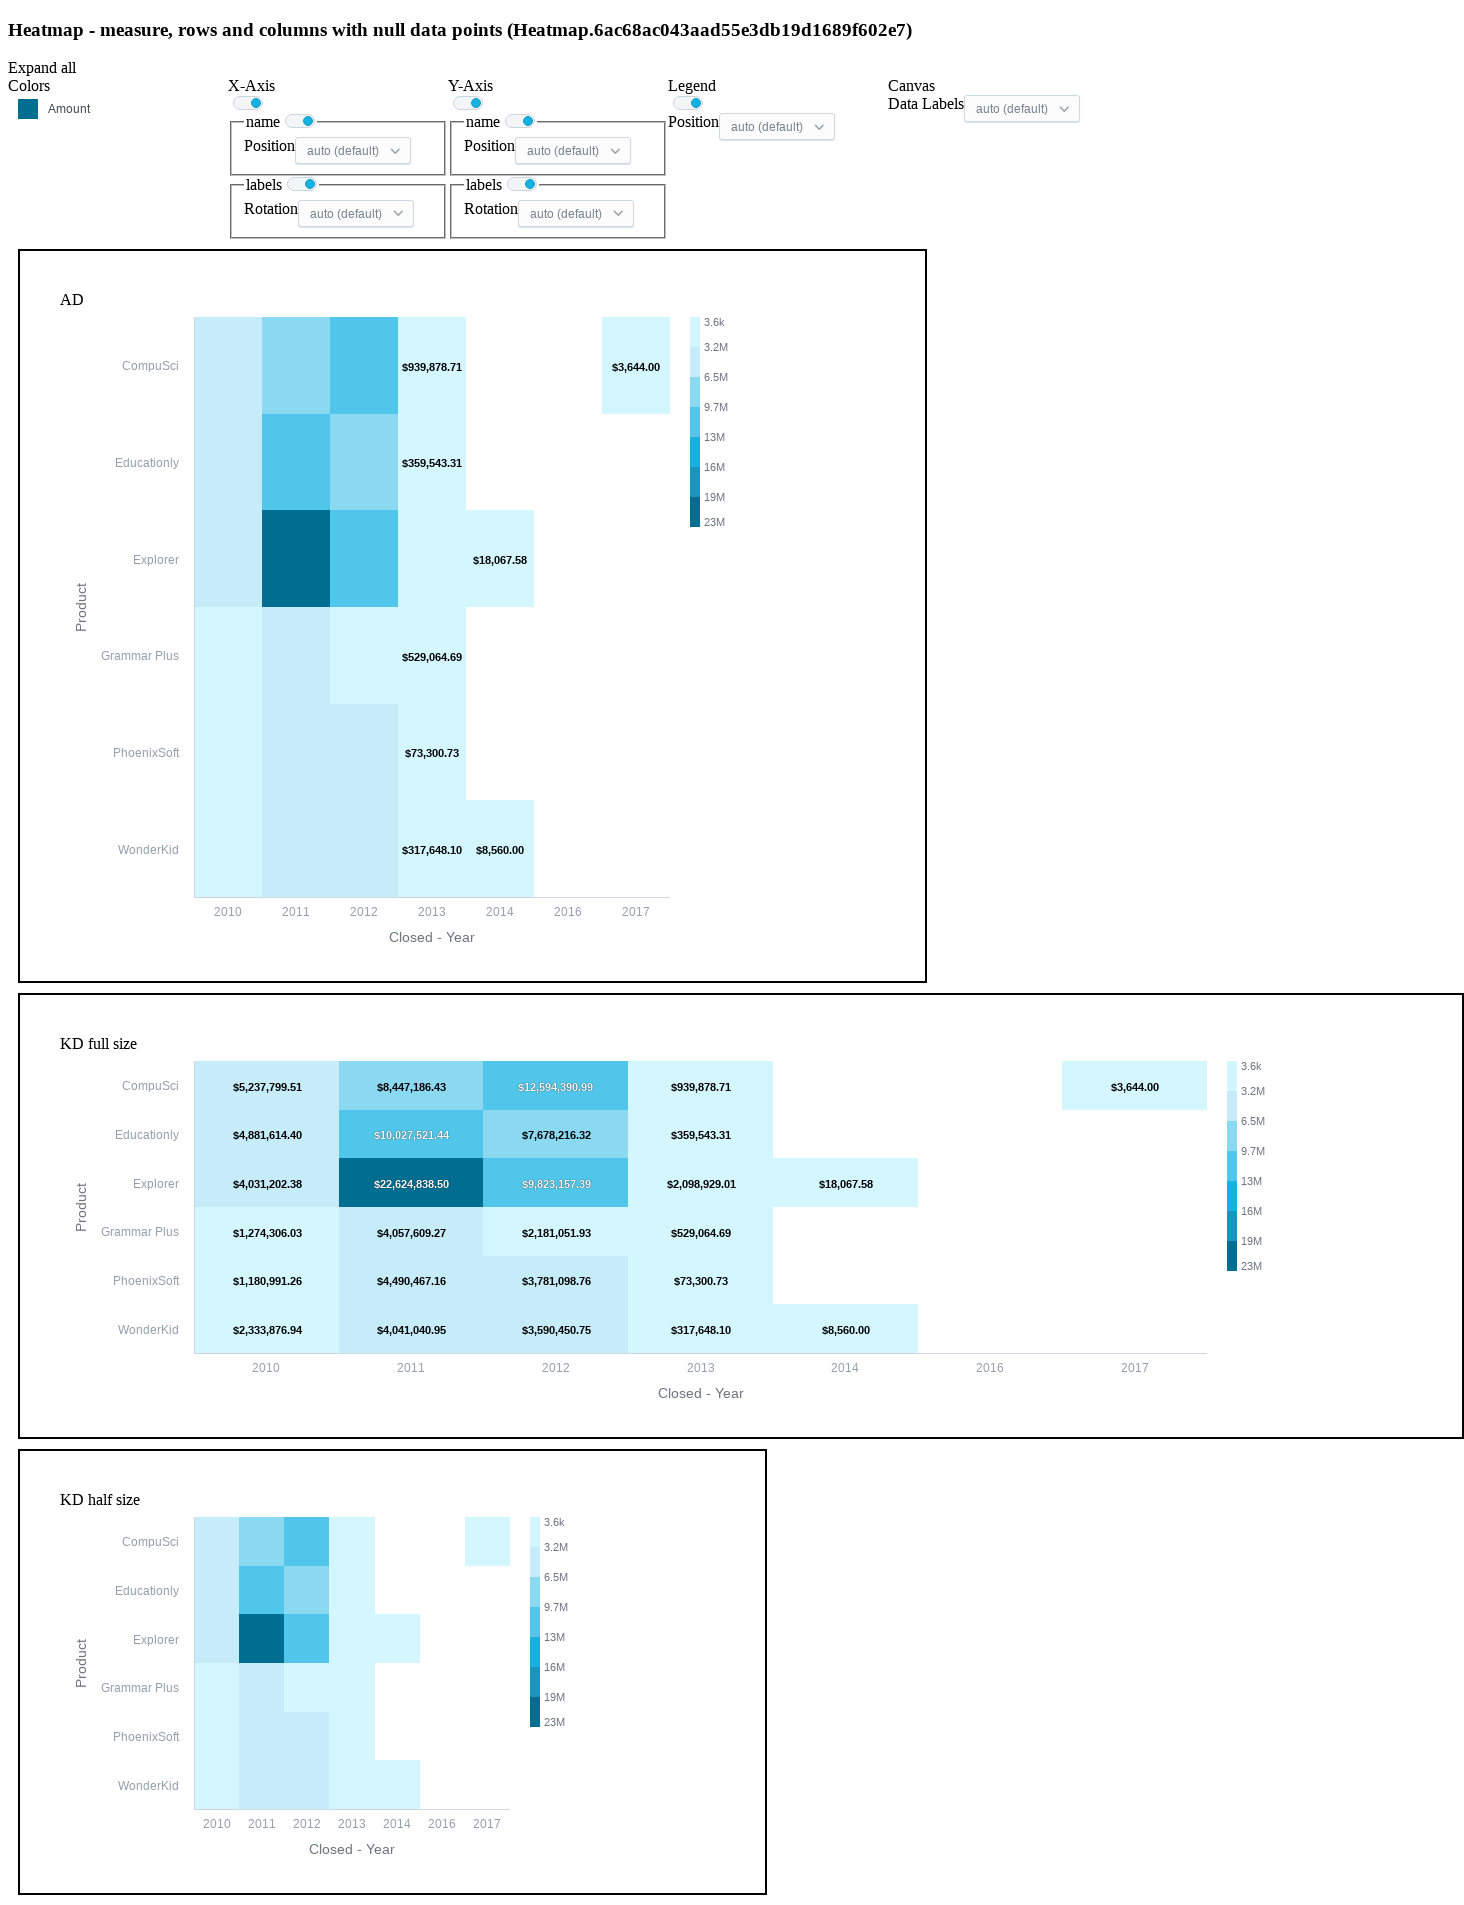 Heatmap - measure, rows and columns with null data points (Heatmap.6ac68ac043aad55e3db19d1689f602e7)
Expand all
Colors X-Axis Y-Axis Legend Canvas
Amount
Data Labels auto (default)
name name Position auto (default)
Position auto (default) Position auto (default)
labels labels
Rotation auto (default) Rotation auto (default)
AD
CompuSci $939,878.71 $3,644.00
Educationly $359,543.31
Explorer $18,067.58
Grammar Plus $529,064.69
PhoenixSoft $73,300.73
WonderKid $317,648.10 $8,560.00
Product
2010 2011 2012 2013 2014 2016 2017
Closed - Year
3.6k
3.2M
6.5M
9.7M
13M
16M
19M
23M
KD full size
CompuSci $5,237,799.51 $8,447,186.43 $12,594,390.99 $939,878.71 $3,644.00
Educationly $4,881,614.40 $10,027,521.44 $7,678,216.32 $359,543.31
Explorer $4,031,202.38 $22,624,838.50 $9,823,157.39 $2,098,929.01 $18,067.58
Grammar Plus $1,274,306.03 $4,057,609.27 $2,181,051.93 $529,064.69
PhoenixSoft $1,180,991.26 $4,490,467.16 $3,781,098.76 $73,300.73
WonderKid $2,333,876.94 $4,041,040.95 $3,590,450.75 $317,648.10 $8,560.00
Product
2010 2011 2012 2013 2014 2016 2017
Closed - Year
3.6k
3.2M
6.5M
9.7M
13M
16M
19M
23M
KD half size
CompuSci
Educationly
Explorer
Grammar Plus
PhoenixSoft
WonderKid
Product
2010 2011 2012 2013 2014 2016 2017
Closed - Year
3.6k
3.2M
6.5M
9.7M
13M
16M
19M
23M